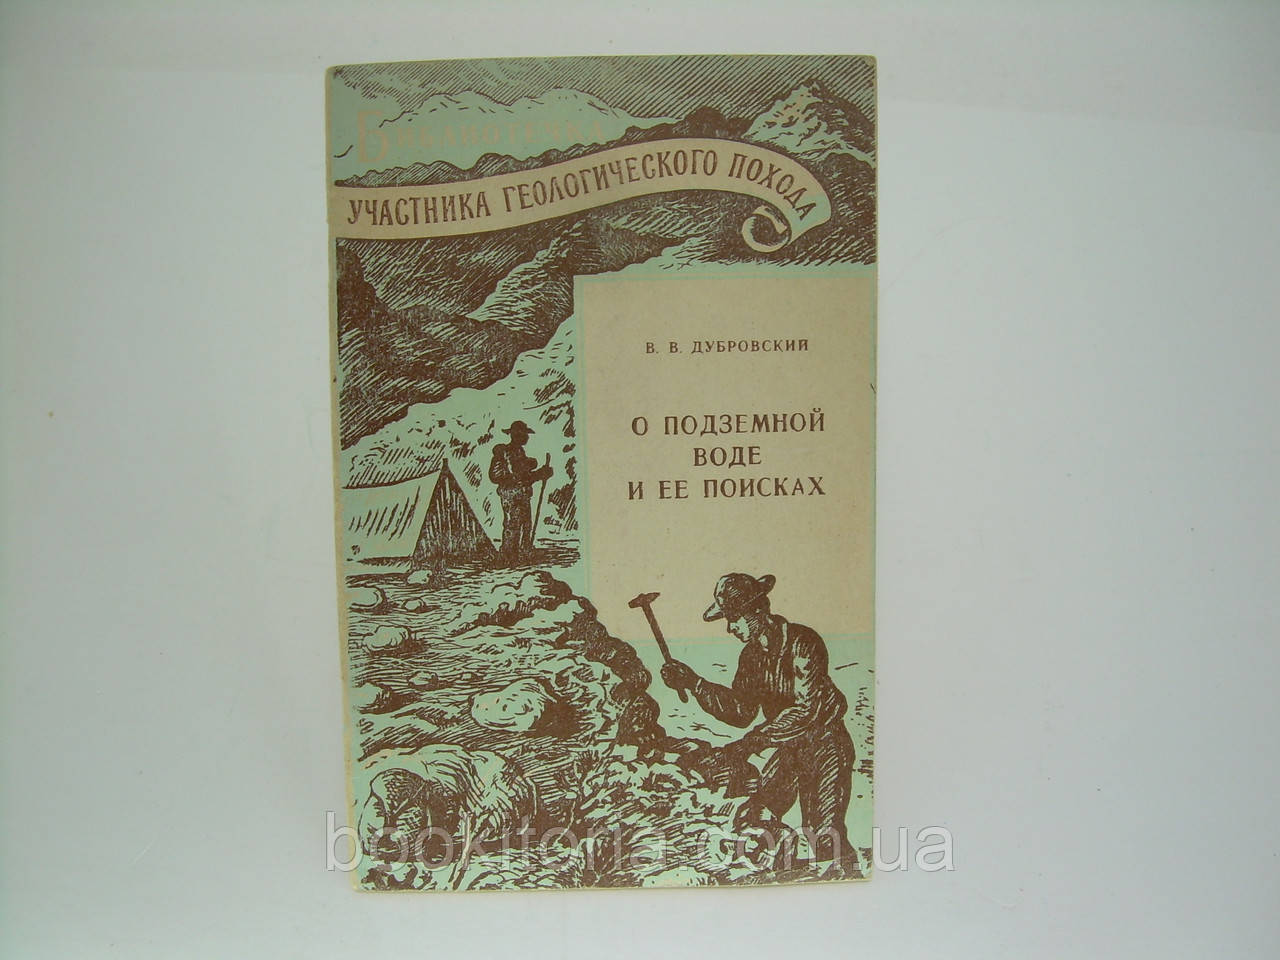 Библиотечка
УЧАСТНИКА ГЕОЛОГИЧЕСКОГО ПОХОДА
В. В. ДУБРОВСКИЙ
О ПОДЗЕМНОЙ
ВОДЕ
И ЕЕ ПОИСКАХ
bookitoria.com.ua